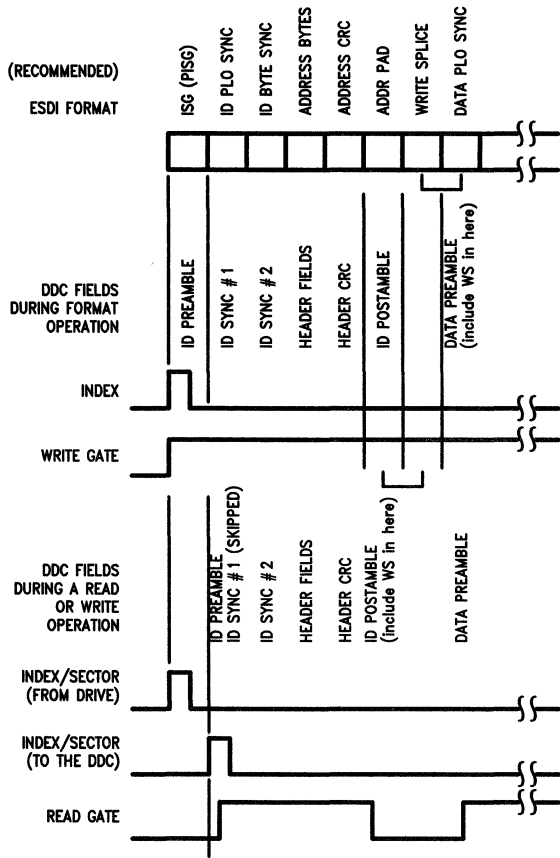 (RECOMMENDED)
ESDI FORMAT
ISG (PISG)
ID PLO SYNC
ID BYTE SYNC
ADDRESS BYTES
ADDRESS CRC
ADDR PAD
WRITE SPLICE
DATA PLO SYNC
DDC FIELDS
DURING FORMAT
OPERATION
ID PREAMBLE
ID SYNC #1
ID SYNC #2
HEADER FIELDS
HEADER CRC
ID POSTAMBLE
DATA PREAMBLE
(include WS in here)
INDEX
WRITE GATE
DDC FIELDS
DURING A READ
OR WRITE
OPERATION
ID PREAMBLE
ID SYNC #1 (SKIPPED)
ID SYNC #2
HEADER FIELDS
HEADER CRC
ID POSTAMBLE
(include WS in here)
DATA PREAMBLE
INDEX/SECTOR
(FROM DRIVE)
INDEX/SECTOR
(TO THE DDC)
READ GATE